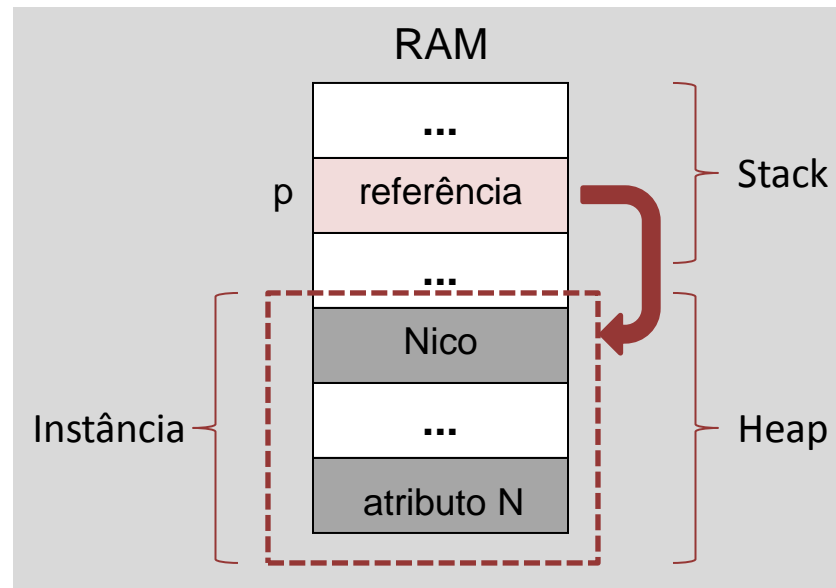 RAM
...
Stack
p
referência
...
Nico
Instância
...
Heap
atributo N